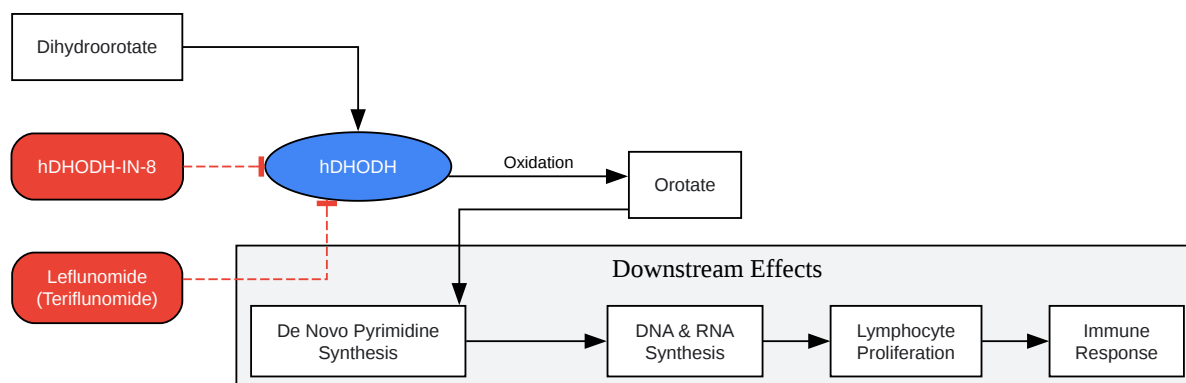 Dihydroorotate
hDHODH-IN-8
hDHODH
Oxidation
Orotate
Leflunomide
(Teriflunomide)
Downstream Effects
De Novo Pyrimidine
Synthesis
DNA & RNA
Synthesis
Lymphocyte
Proliferation
Immune
Response